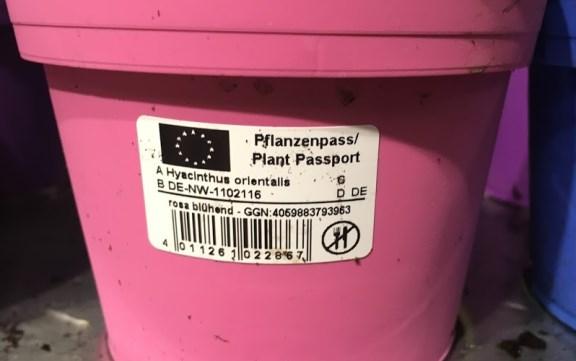 Pflanzenpass/
Plant Passport
A Hyacinthus orientalis C
B DE-NW-1102116 D DE
rosa blühend - GGN:4059883793963
4 011261 022867